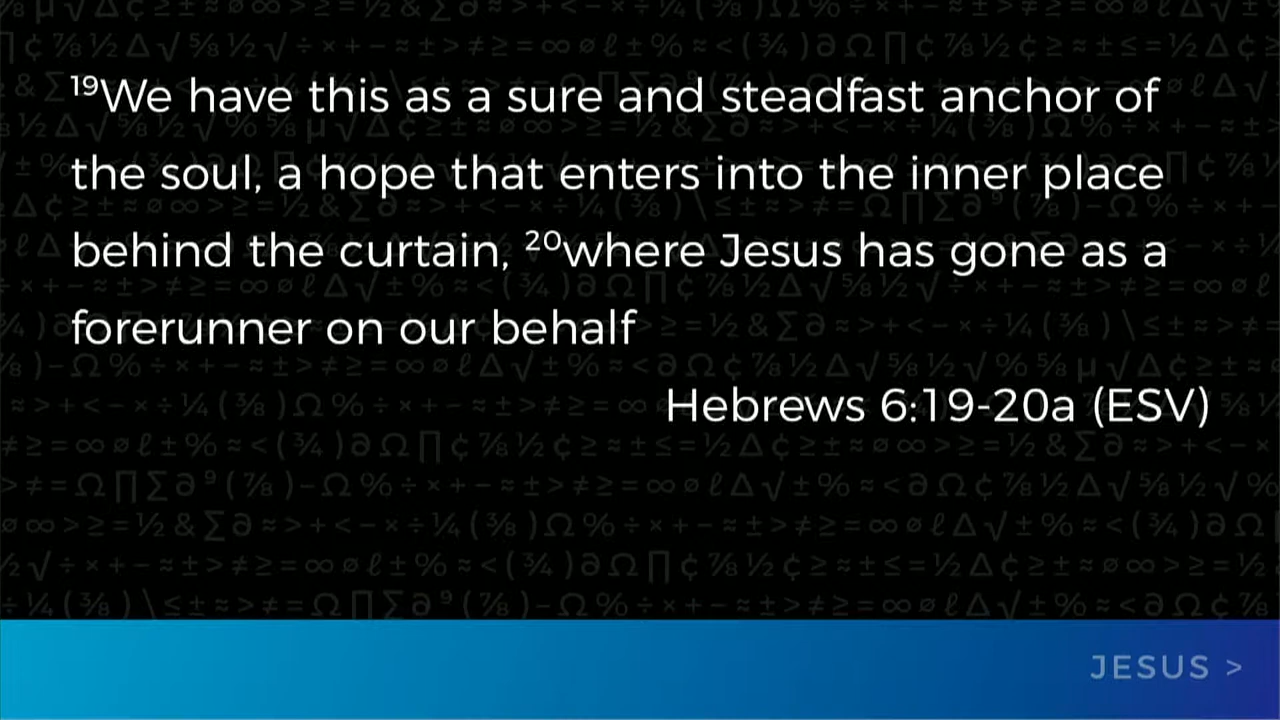 ¹⁹We have this as a sure and steadfast anchor of
the soul, a hope that enters into the inner place
behind the curtain, ²⁰where Jesus has gone as a
forerunner on our behalf
Hebrews 6:19-20a (ESV)
JESUS >